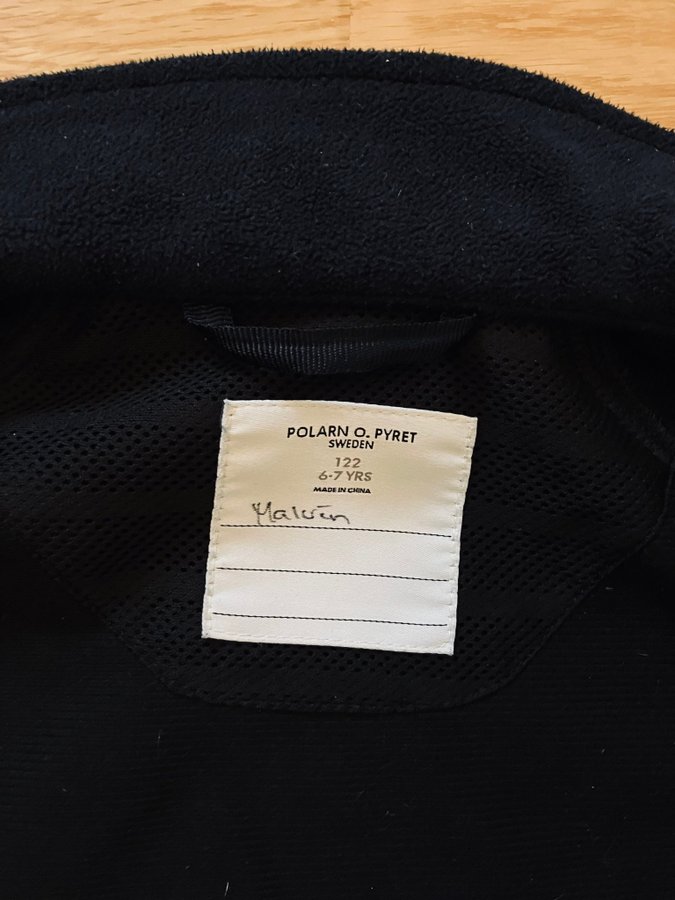 POLARN O. PYRET
SWEDEN
122
6-7 YRS
MADE IN CHINA
Malvin